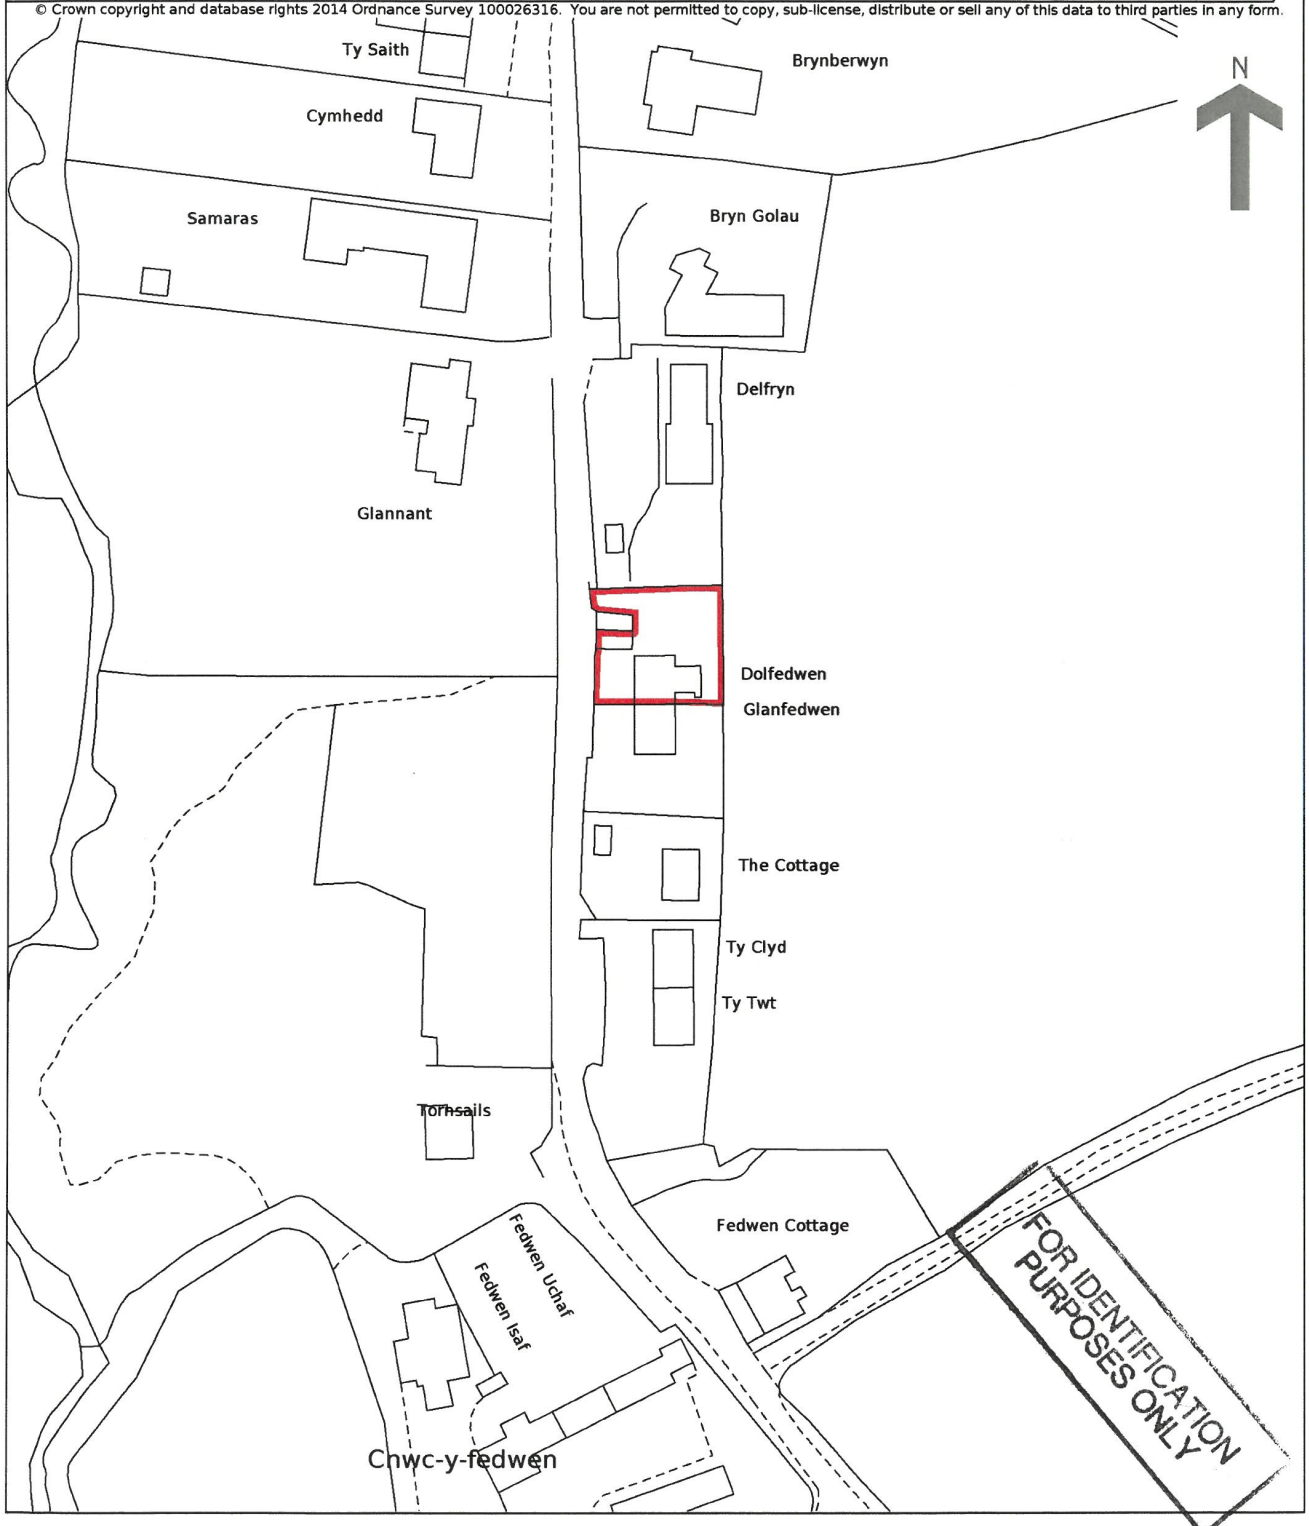 © Crown copyright and database rights 2014 Ordnance Survey 100026316. You are not permitted to copy, sub-license, distribute or sell any of this data to third parties in any form.
Ty Saith
Brynberwyn
N
Cymhedd
Samaras
Bryn Golau
Delfryn
Glannant
Dolfedwen
Glanfedwen
The Cottage
Ty Clyd
Ty Twt
Tornsails
Fedwen Cottage
Fedwen Uchaf
Fedwen Isaf
FOR IDENTIFICATION
PURPOSES ONLY
Cnwc-y-fedwen